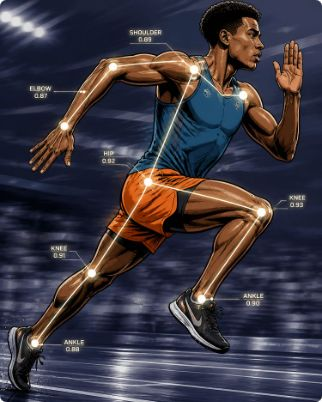 SHOULDER
0.89
ELBOW
0.87
HIP
0.92
KNEE
0.93
KNEE
0.91
ANKLE
0.90
ANKLE
0.88